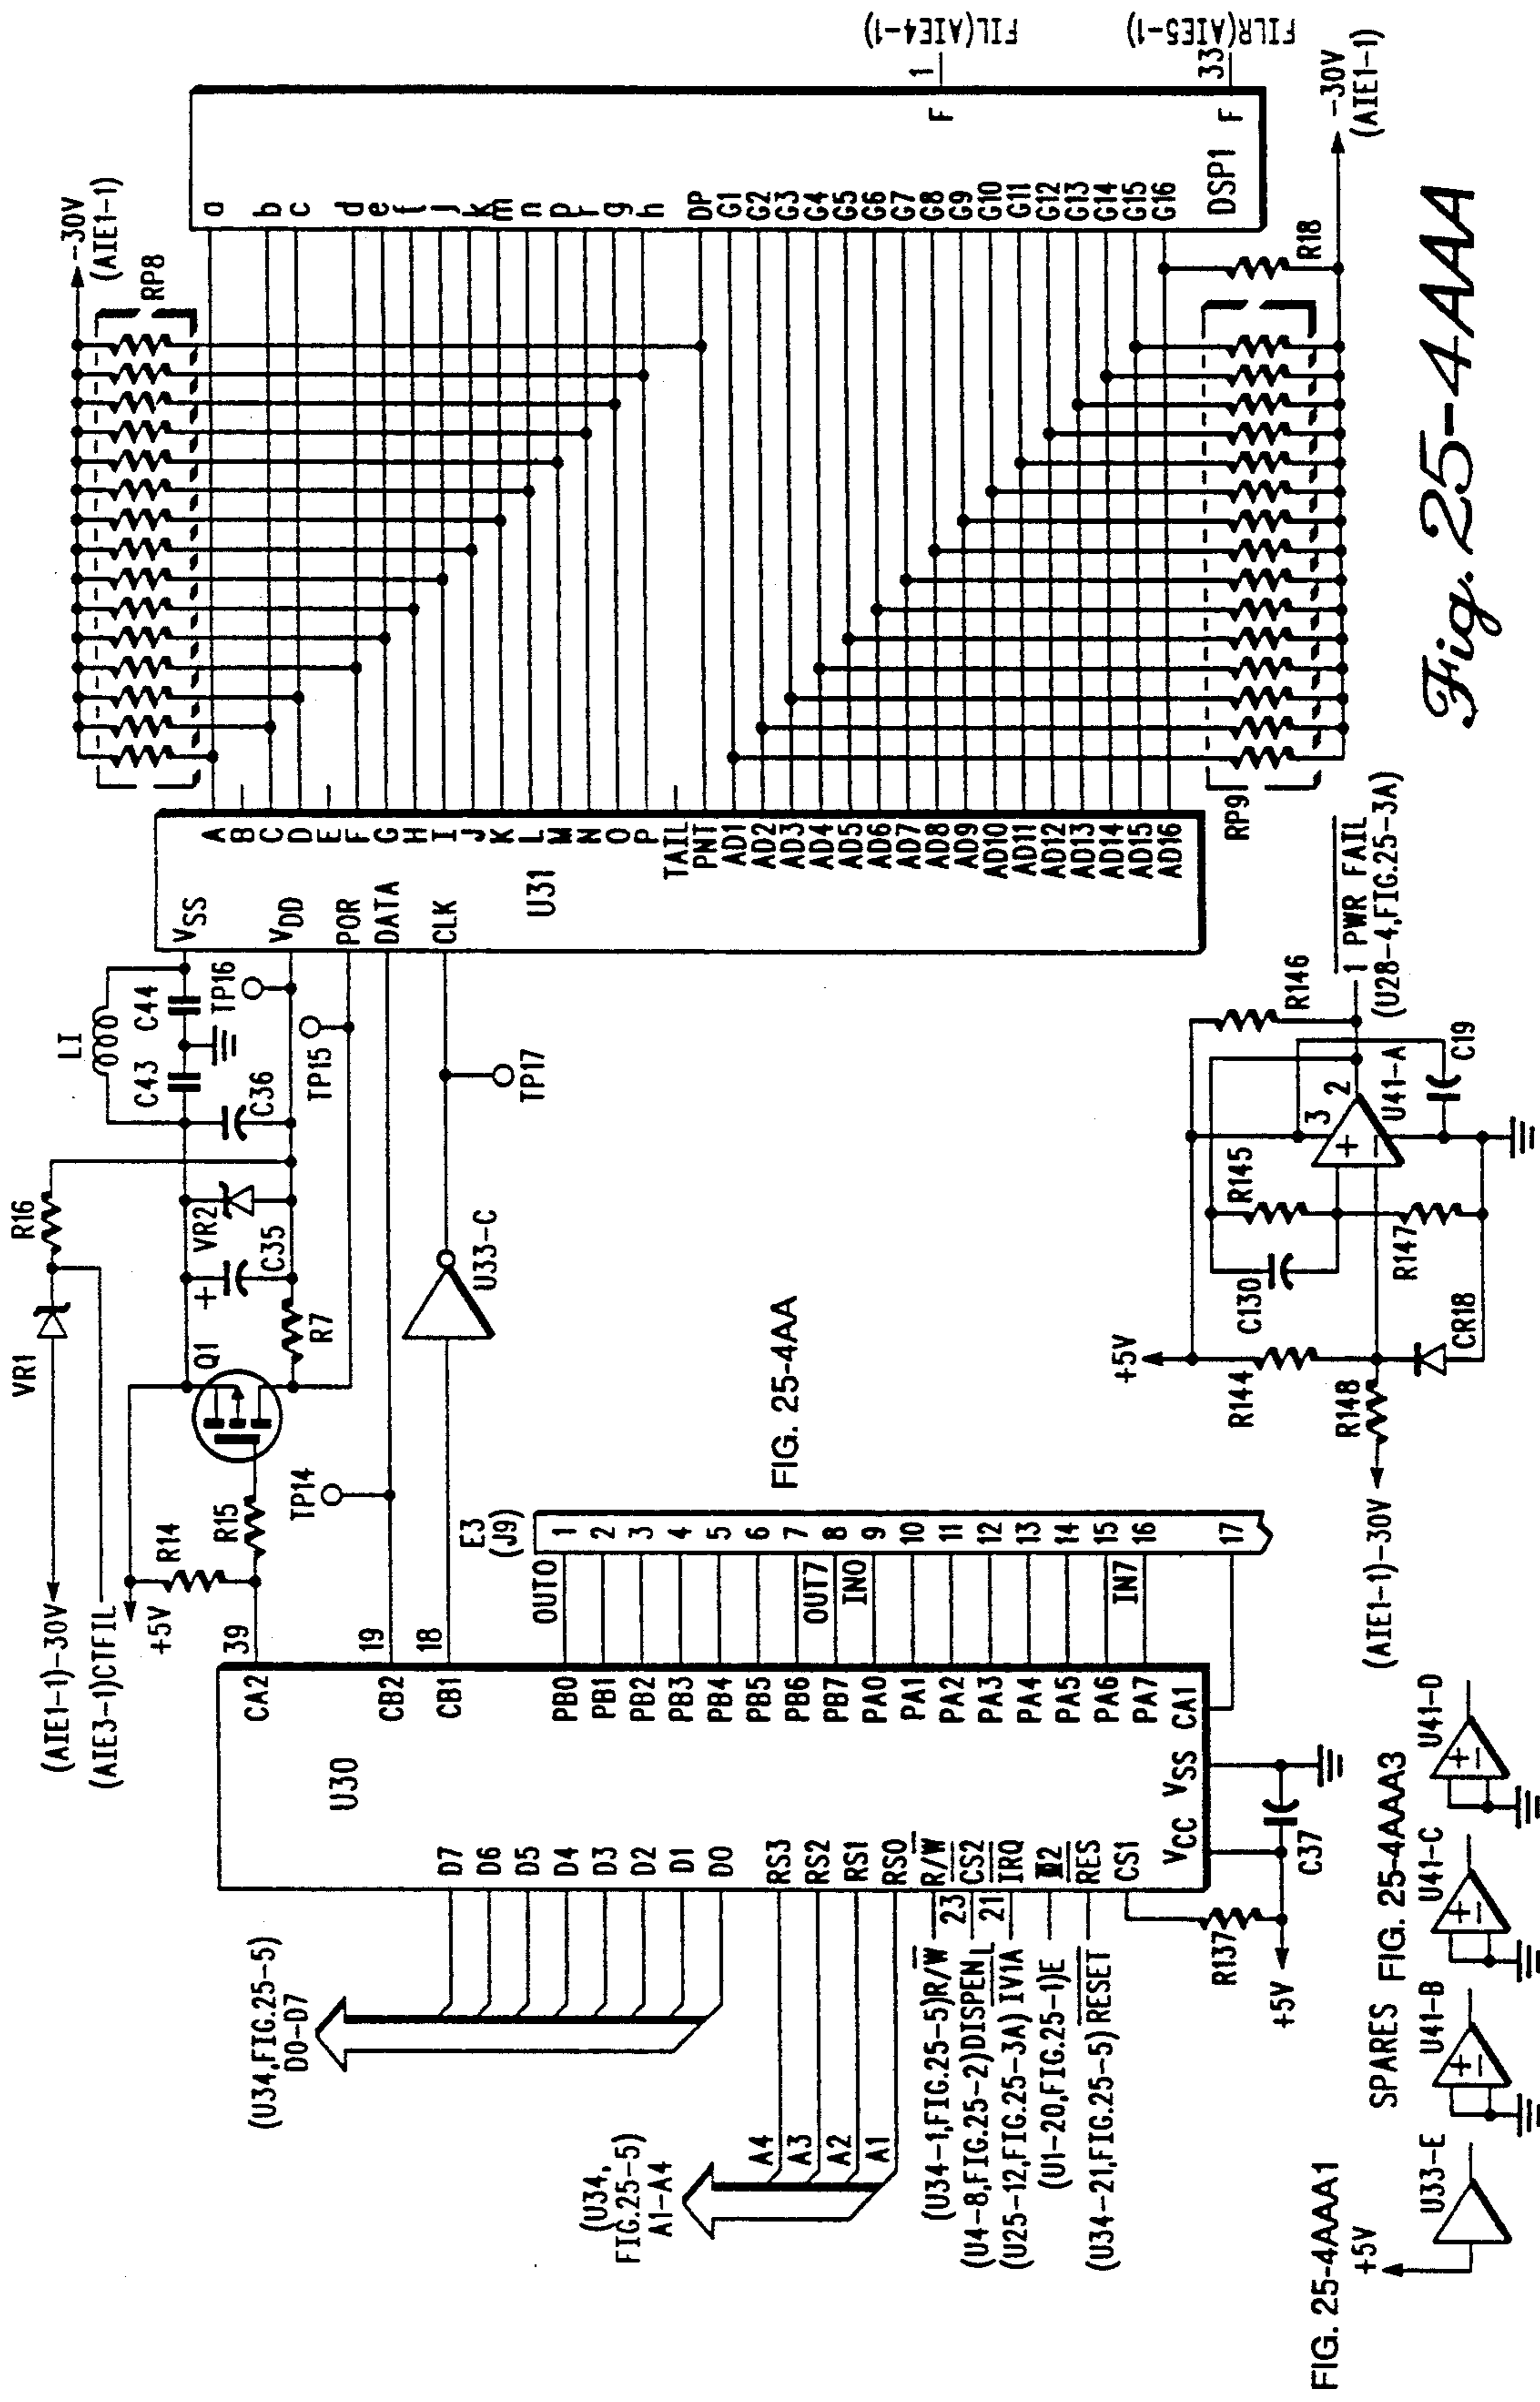 (AIE1-1)-30V
(AIE3-1)CTFIL
VR1
R16
+5V
R14
R15
Q1
R7
+
C35
VR2
C36
LI
C43
C44
TP16
TP15
TP14
TP17
U33-C
39
19
18
U30
CA2
CB2
CB1
PB0
PB1
PB2
PB3
PB4
PB5
PB6
PB7
PA0
PA1
PA2
PA3
PA4
PA5
PA6
PA7
CA1
VSS
VCC
D7
D6
D5
D4
D3
D2
D1
D0
RS3
RS2
RS1
RS0
R/W
CS2
IRQ
Φ2
RES
CS1
23
21
(U34,FIG.25-5)
D0-D7
(U34,
FIG.25-5)
A1-A4
A4
A3
A2
A1
(U34-1,FIG.25-5)R/W
(U4-8,FIG.25-2)DISPENL
(U25-12,FIG.25-3A) IV1A
(U1-20,FIG.25-1)E
(U34-21,FIG.25-5)RESET
R137
+5V
C37
E3
(J9)
OUT0
OUT7
IN0
IN7
1
2
3
4
5
6
7
8
9
10
11
12
13
14
15
16
17
FIG. 25-4AA
U31
VSS
VDD
POR
DATA
CLK
A
B
C
D
E
F
G
H
I
J
K
L
M
N
O
P
TAIL
PNT
AD1
AD2
AD3
AD4
AD5
AD6
AD7
AD8
AD9
AD10
AD11
AD12
AD13
AD14
AD15
AD16
-30V
(AIE1-1)
RP8
RP9
R18
-30V
(AIE1-1)
a
b
c
d
e
f
j
k
m
n
p
r
g
h
DP
G1
G2
G3
G4
G5
G6
G7
G8
G9
G10
G11
G12
G13
G14
G15
G16
DSP1
F
F
1
33
FIL(AIE4-1)
FILR(AIE5-1)
+5V
R144
R148
(AIE1-1)-30V
C130
R145
R147
CR18
+
-
3
2
U41-A
C19
R146
1 PWR FAIL
(U28-4,FIG.25-3A)
FIG. 25-4AAA1
+5V
U33-E
SPARES FIG. 25-4AAA3
U41-B
+
-
U41-C
+
-
U41-D
+
-
Fig. 25-4AAA